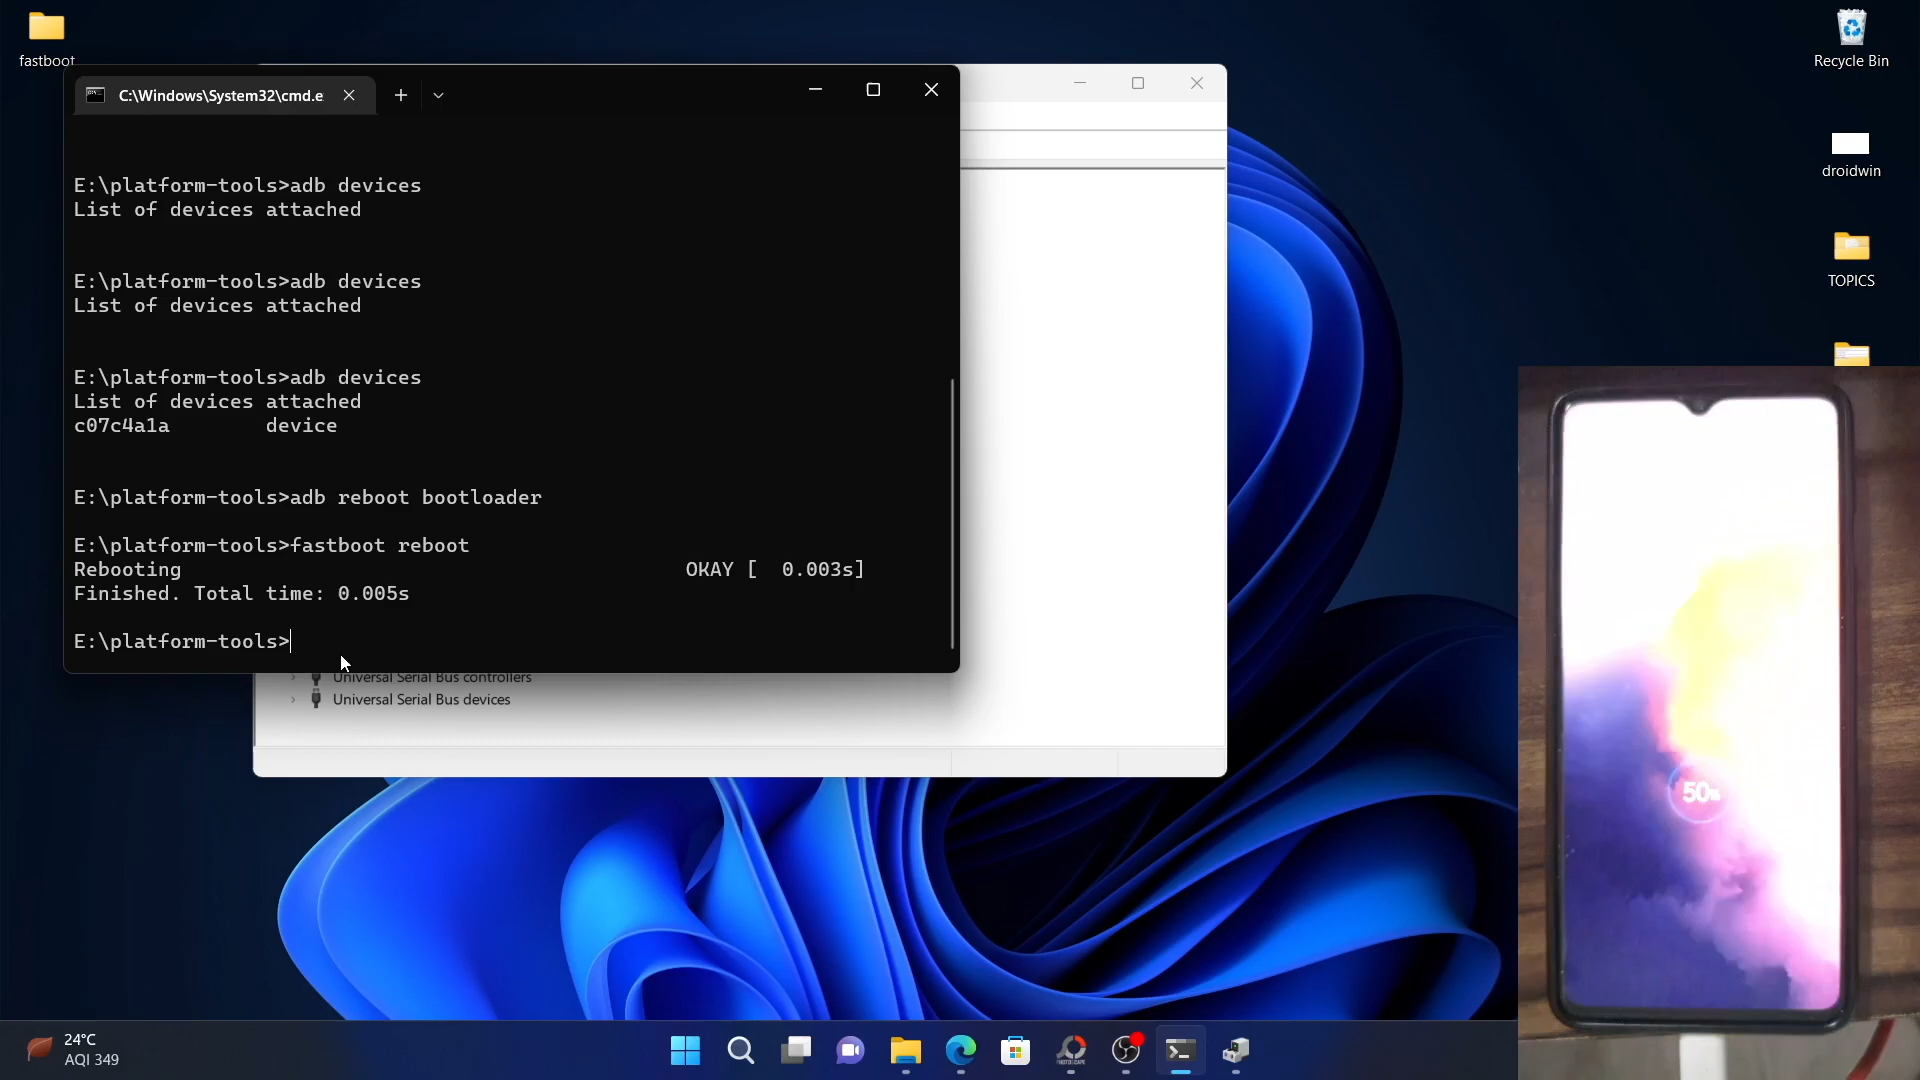 fastboot
Recycle Bin
droidwin
TOPICS
C:\Windows\System32\cmd.e
E:\platform-tools>adb devices
List of devices attached
E:\platform-tools>adb devices
List of devices attached
E:\platform-tools>adb devices
List of devices attached
c07c4a1a        device
E:\platform-tools>adb reboot bootloader
E:\platform-tools>fastboot reboot
Rebooting                                          OKAY [  0.003s]
Finished. Total time: 0.005s
E:\platform-tools>
Universal Serial Bus controllers
Universal Serial Bus devices
50%
24°C
AQI 349